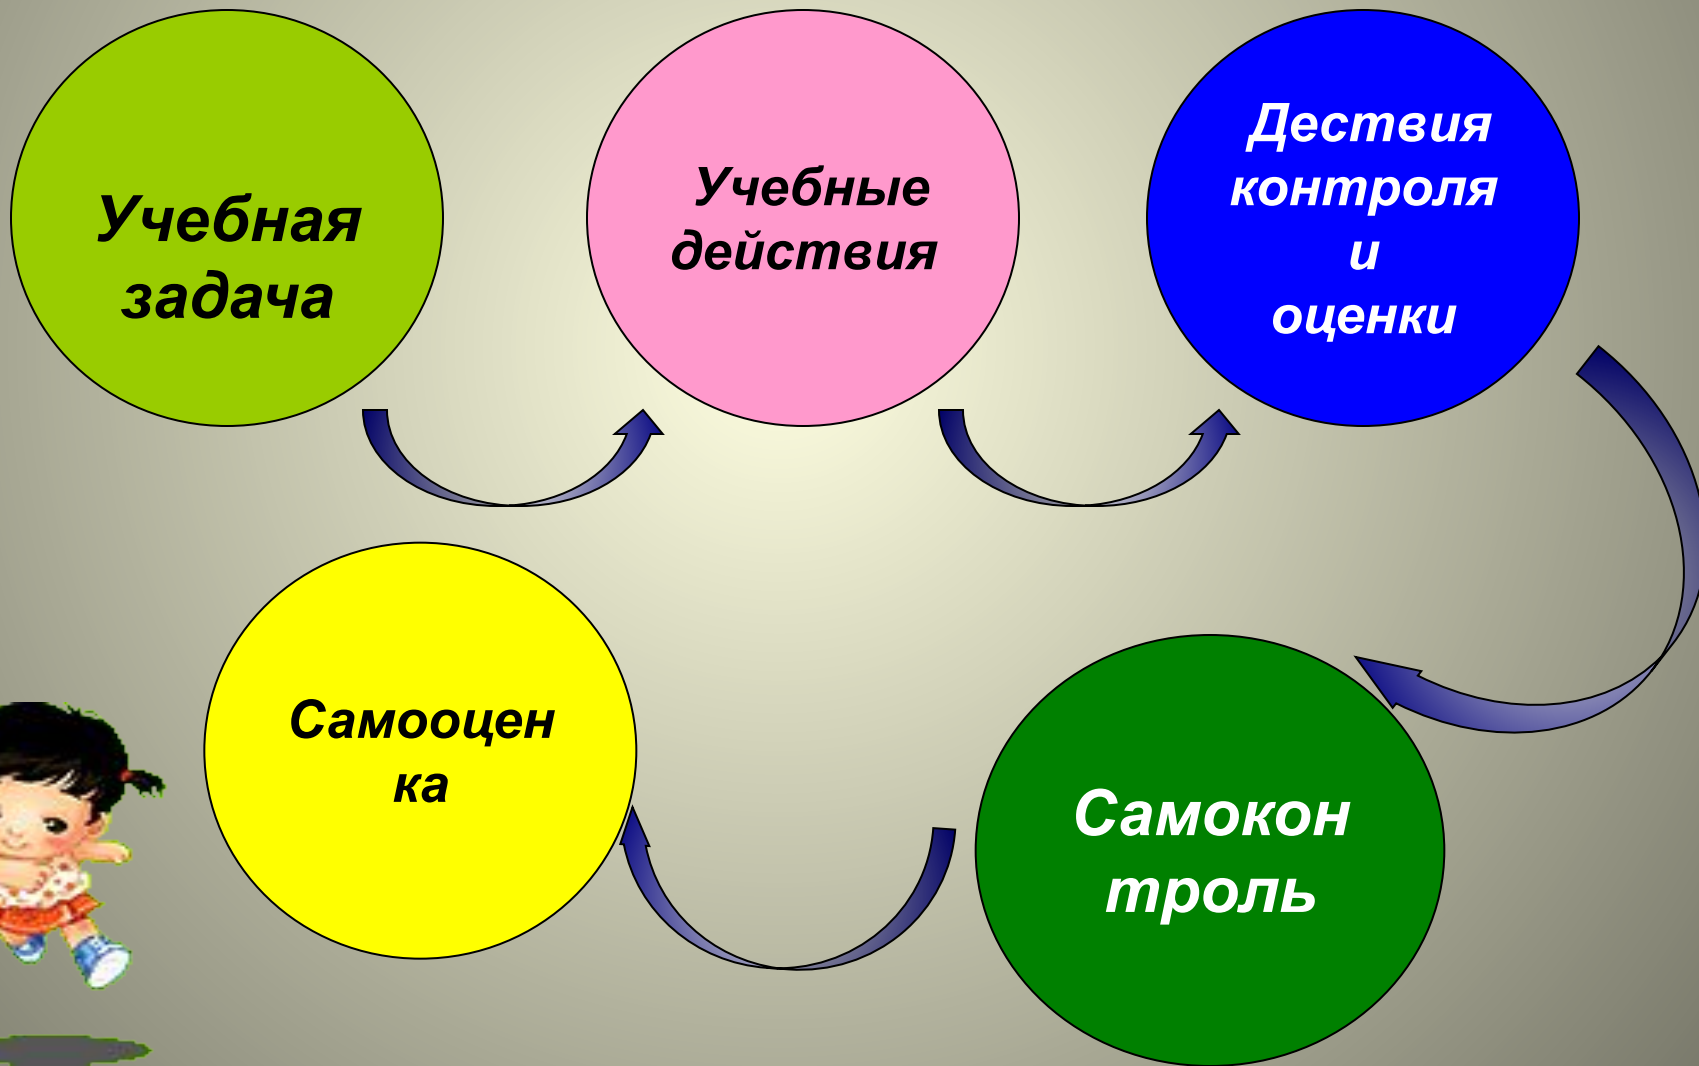 Учебная
задача
Учебные
действия
Дествия
контроля
и
оценки
Самокон
троль
Самооцен
ка